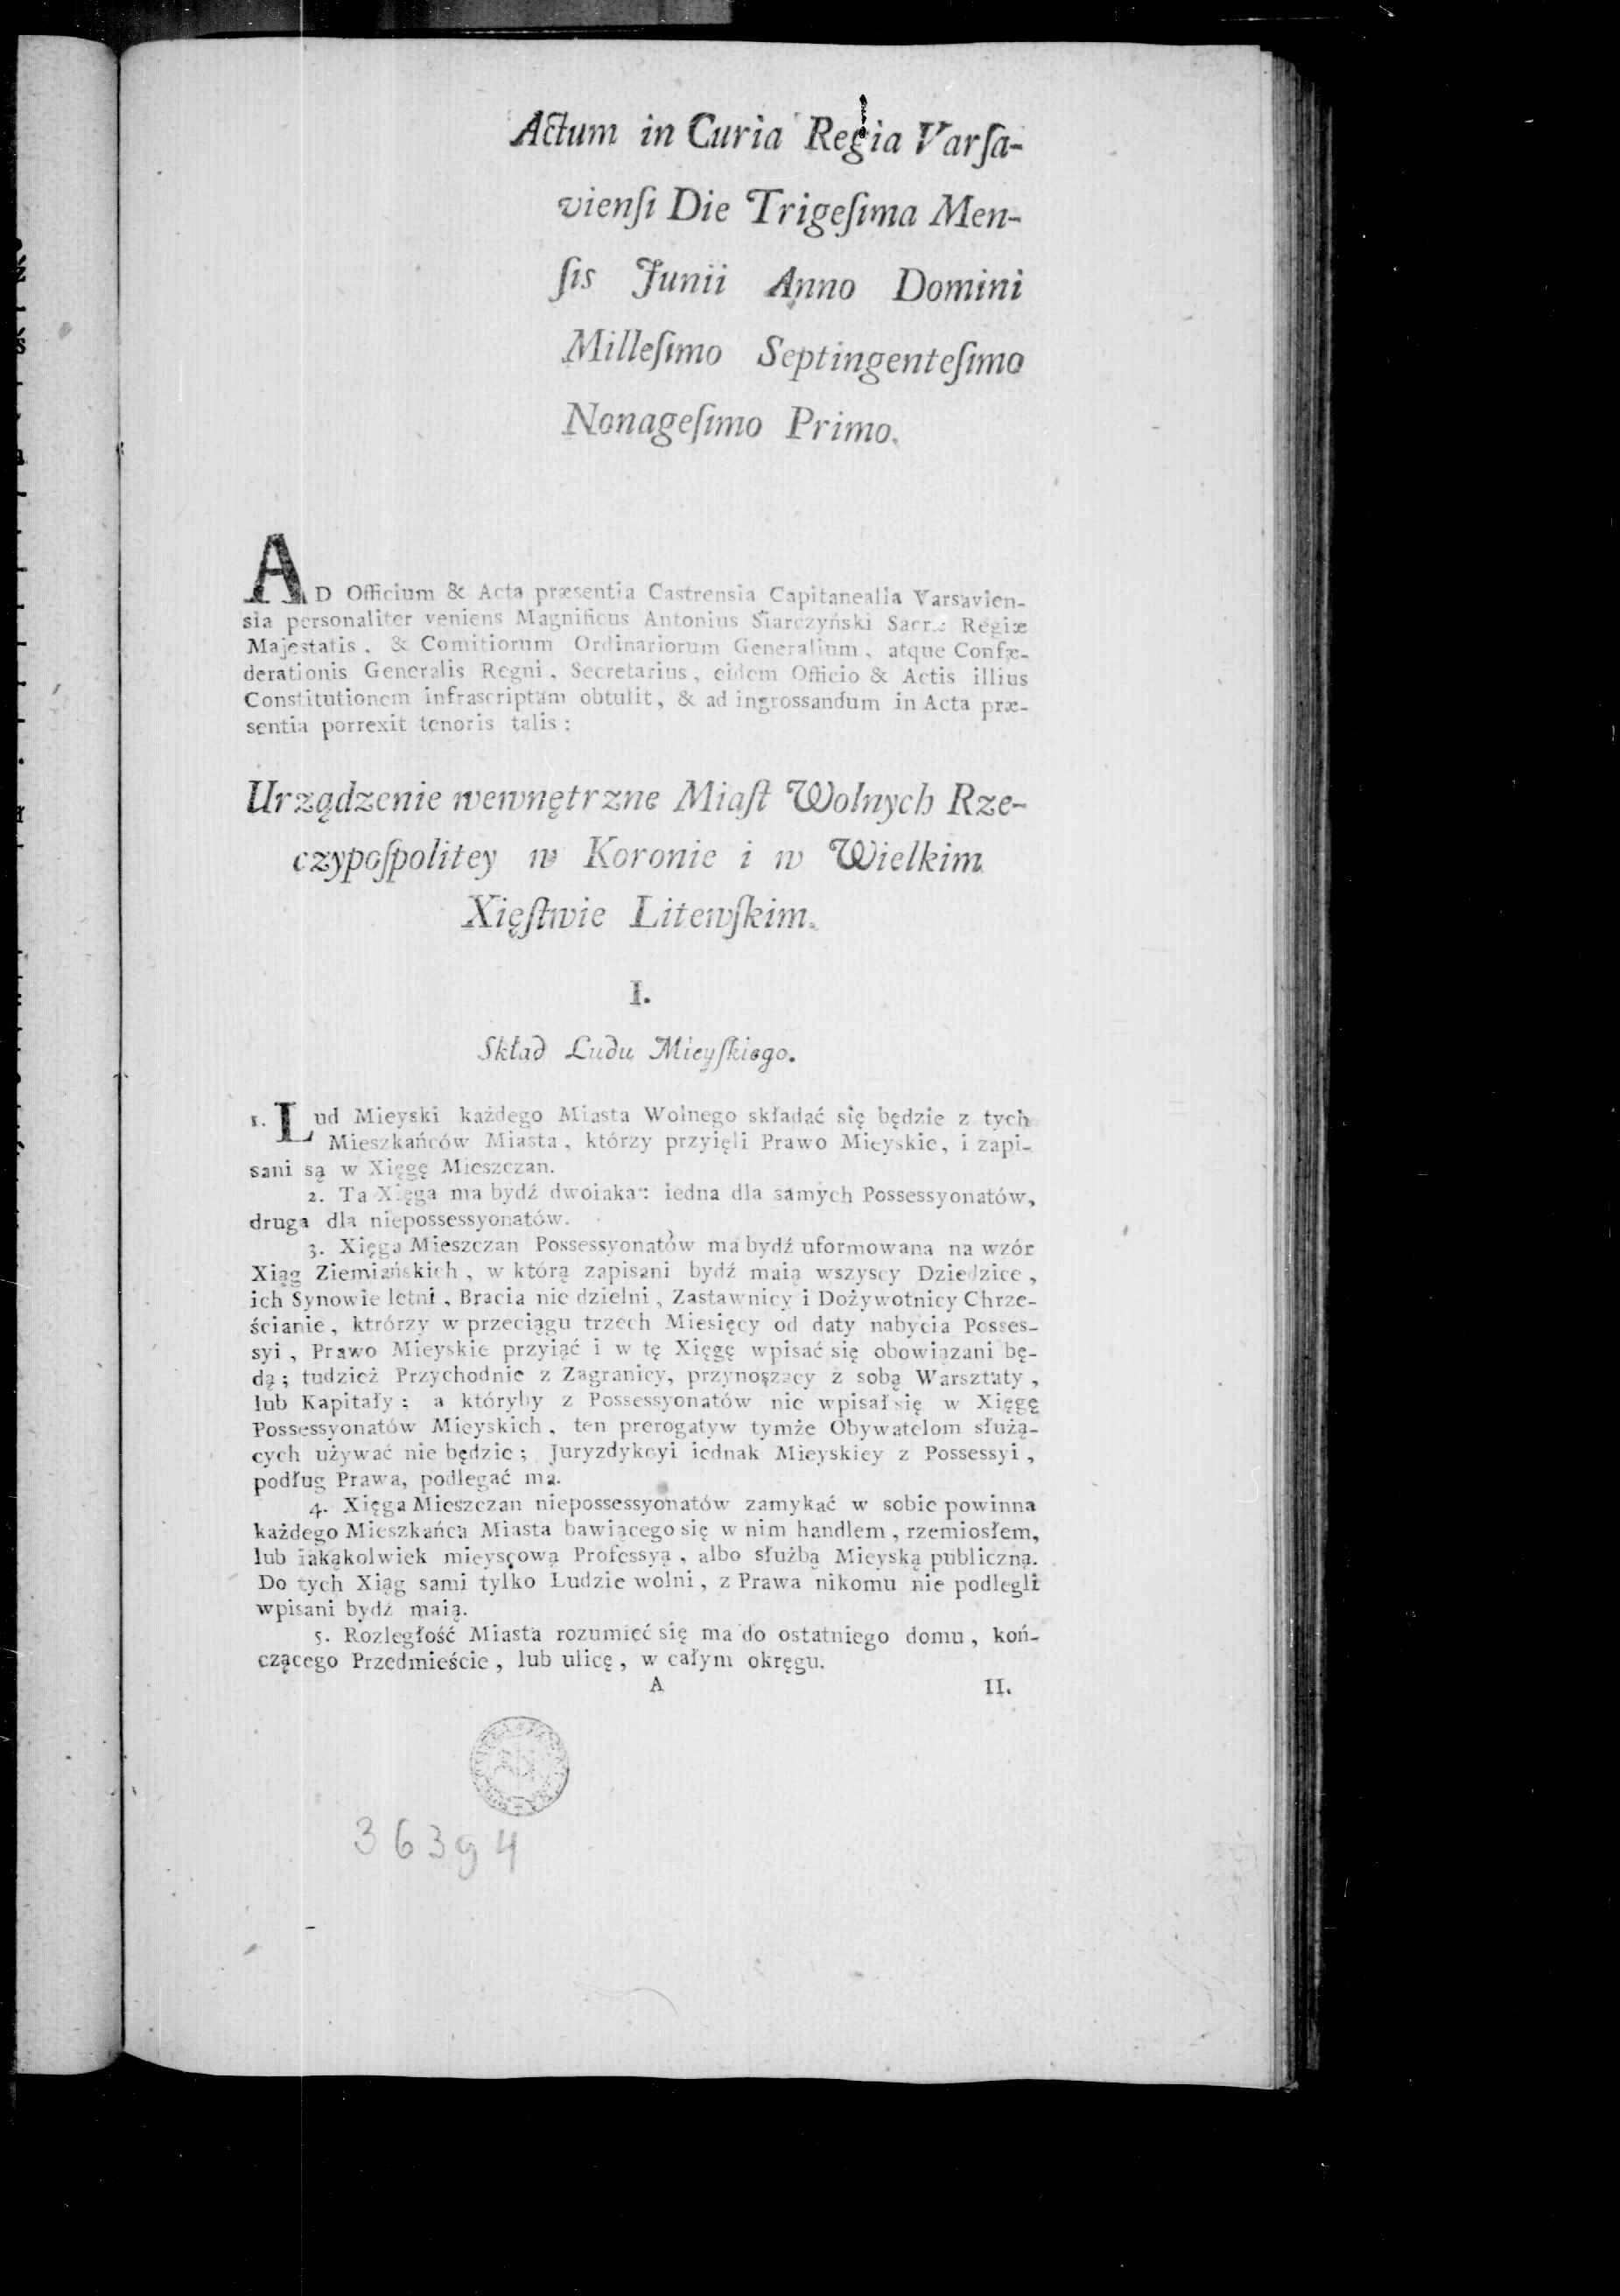 Actum in Curia Regia Varſa-
vienſi Die Trigeſima Men-
ſis Junii Anno Domini
Milleſimo Septingenteſimo
Nonageſimo Primo.
AD Officium & Acta præsentia Castrensia Capitanealia Varsavien-
sia personaliter veniens Magnificus Antonius Siarczyński Sacræ Regiæ
Majestatis, & Comitiorum Ordinariorum Generalium, atque Confæ-
derationis Generalis Regni, Secretarius, eidem Officio & Actis illius
Constitutionem infrascriptam obtulit, & ad ingrossandum in Acta præ-
sentia porrexit tenoris talis:
Urządzenie wewnętrzne Miaſt Wolnych Rze-
czypoſpolitey w Koronie i w Wielkim
Xięſtwie Litewſkim.
I.
Skład Ludu Mieyſkiego.
1. Lud Mieyski każdego Miasta Wolnego składać się będzie z tych
Mieszkańców Miasta, którzy przyięli Prawo Mieyskie, i zapi-
sani są w Xięgę Mieszczan.
2. Ta Xięga ma bydź dwoiaka: iedna dla samych Possessyonatów,
druga dla niepossessyonatów.
3. Xięga Mieszczan Possessyonatów ma bydź uformowana na wzór
Xiąg Ziemiańskich, w którą zapisani bydź maią wszyscy Dziedzice,
ich Synowie letni, Bracia nie dzielni, Zastawnicy i Dożywotnicy Chrze-
ścianie, ktrórzy w przeciągu trzech Miesięcy od daty nabycia Posses-
syi, Prawo Mieyskie przyiąć i w tę Xięgę wpisać się obowiązani bę-
dą; tudzież Przychodnie z Zagranicy, przynoszący z sobą Warsztaty,
lub Kapitały; a któryby z Possessyonatów nie wpisał się w Xięgę
Possessyonatów Mieyskich, ten prerogatyw tymże Obywatelom służą-
cych używać nie będzie; Juryzdykcyi iednak Mieyskiey z Possessyi,
podług Prawa, podlegać ma.
4. Xięga Mieszczan niepossessyonatów zamykać w sobie powinna
każdego Mieszkańca Miasta bawiącego się w nim handlem, rzemiosłem,
lub iakąkolwiek mieyscową Professyą, albo służbą Mieyską publiczną.
Do tych Xiąg sami tylko Ludzie wolni, z Prawa nikomu nie podlegli
wpisani bydź maią.
5. Rozległość Miasta rozumieć się ma do ostatniego domu, koń-
czącego Przedmieście, lub ulicę, w całym okręgu.
A II.
36394